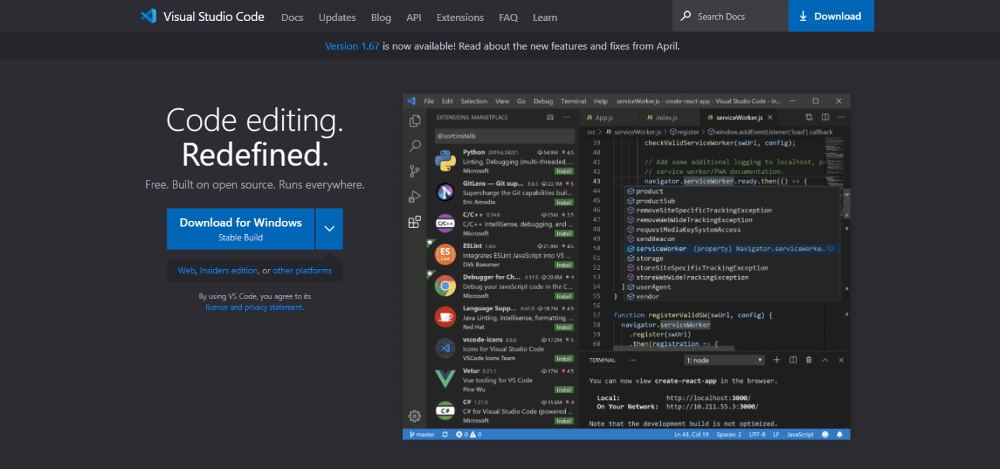 Visual Studio Code Docs Updates Blog API Extensions FAQ Learn Search Docs Download
Version 1.67 is now available! Read about the new features and fixes from April.
Code editing.
Redefined.
Free. Built on open source. Runs everywhere.
Download for Windows
Stable Build
Web, Insiders edition, or other platforms
By using VS Code, you agree to its
license and privacy statement.
File Edit Selection View Go Debug Terminal Help serviceWorker.js - create-react-app - Visual Studio Code - In...
EXTENSIONS: MARKETPLACE
@sort:installs
Python 2019.6.24221 54.9M ★ 4.5
Linting, Debugging (multi-threaded, ...
Microsoft Install
GitLens — Git sup... 9.8.5 23.1M ★ 5
Supercharge the Git capabilities buil...
Eric Amodio Install
C/C++
C/C++ 0.24.0 23M ★ 3.5
C/C++ IntelliSense, debugging, and ...
Microsoft Install
ES
Lint
ESLint 1.9.0 21.9M ★ 4.5
Integrates ESLint JavaScript into VS ...
Dirk Baeumer Install
Debugger for Ch... 4.11.6 20.6M ★ 4
Debug your JavaScript code in the C...
Microsoft Install
Language Supp... 0.47.0 18.7M ★ 4.5
Java Linting, Intellisense, formatting, ...
Red Hat Install
vscode-icons 8.8.0 17.2M ★ 5
Icons for Visual Studio Code
VSCode Icons Team Install
Vetur 0.21.1 17M ★ 4.5
Vue tooling for VS Code
Pine Wu Install
C#
C# 1.21.0 15.6M ★ 4
C# for Visual Studio Code (powered ...
Microsoft Install
JS App.js JS index.js JS serviceWorker.js
src > JS serviceWorker.js > register > window.addEventListener('load') callback
39 checkValidServiceWorker(swUrl, config);
40
41 // Add some additional logging to localhost,
42 // service worker/PWA documentation.
43 navigator.serviceWorker.ready.then(() => {
44 product
45 productSub
46 removeSiteSpecificTrackingException
47 removeWebWideTrackingException
48 requestMediaKeySystemAccess
49 sendBeacon
50 serviceWorker (property) Navigator.serviceWorke...
51 storage
52 storeSiteSpecificTrackingException
53 storeWebWideTrackingException
54 ] userAgent
55 } vendor
56
57 function registerValidSW(swUrl, config) {
58 navigator.serviceWorker
59 .register(swUrl)
60 .then(registration => {
TERMINAL ... 1: node
You can now view create-react-app in the browser.
Local: http://localhost:3000/
On Your Network: http://10.211.55.3:3000/
Note that the development build is not optimized.
master 0 0 Ln 43, Col 19 Spaces: 2 UTF-8 LF JavaScript